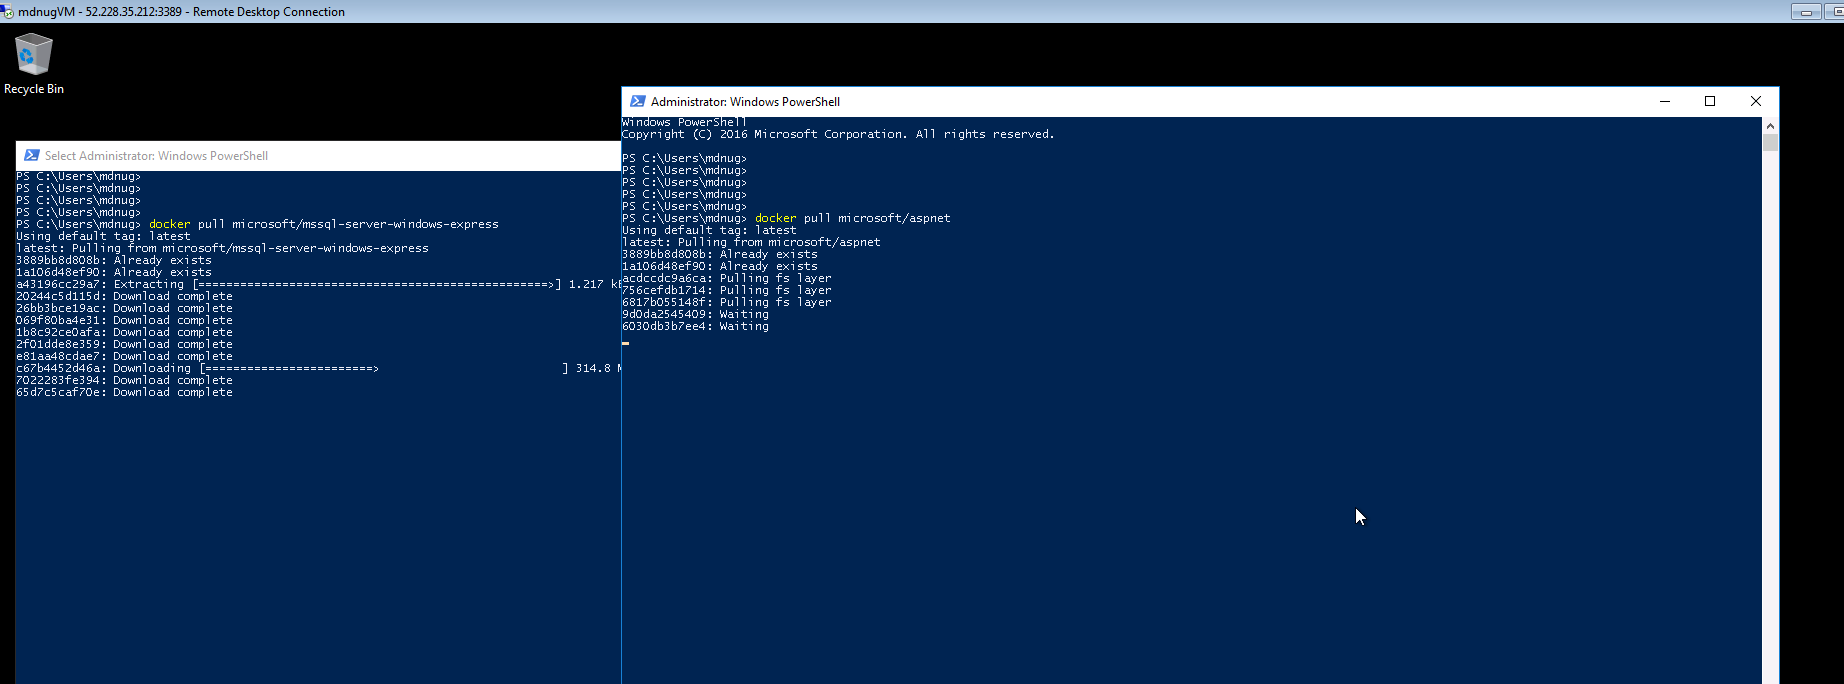 mdnugVM - 52.228.35.212:3389 - Remote Desktop Connection
Recycle Bin
Select Administrator: Windows PowerShell
PS C:\Users\mdnug>
PS C:\Users\mdnug>
PS C:\Users\mdnug>
PS C:\Users\mdnug>
PS C:\Users\mdnug> docker pull microsoft/mssql-server-windows-express
Using default tag: latest
latest: Pulling from microsoft/mssql-server-windows-express
3889bb8d808b: Already exists
1a106d48ef90: Already exists
a43196cc29a7: Extracting [==================================================>] 1.217 kB
20244c5d115d: Download complete
26bb3bce19ac: Download complete
069f80ba4e31: Download complete
1b8c92ce0afa: Download complete
2f01dde8e359: Download complete
e81aa48cdae7: Download complete
c67b4452d46a: Downloading [========================> ] 314.8 M
7022283fe394: Download complete
65d7c5caf70e: Download complete
Administrator: Windows PowerShell
Windows PowerShell
Copyright (C) 2016 Microsoft Corporation. All rights reserved.
PS C:\Users\mdnug>
PS C:\Users\mdnug>
PS C:\Users\mdnug>
PS C:\Users\mdnug>
PS C:\Users\mdnug>
PS C:\Users\mdnug> docker pull microsoft/aspnet
Using default tag: latest
latest: Pulling from microsoft/aspnet
3889bb8d808b: Already exists
1a106d48ef90: Already exists
acdccdc9a6ca: Pulling fs layer
756cefdb1714: Pulling fs layer
6817b055148f: Pulling fs layer
9d0da2545409: Waiting
6030db3b7ee4: Waiting